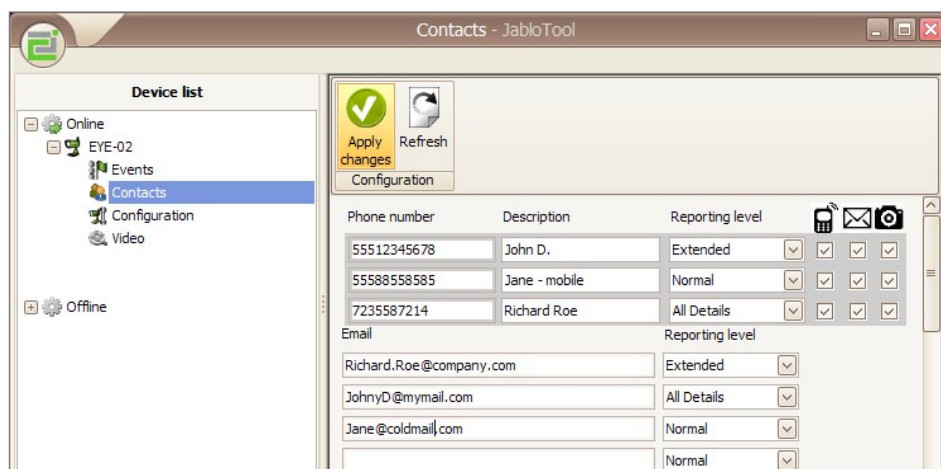 Contacts - JabloTool
Device list
Online
EYE-02
Events
Contacts
Configuration
Video
Offline
Apply changes
Refresh
Configuration
Phone number Description Reporting level
55512345678 John D. Extended
55588558585 Jane - mobile Normal
7235587214 Richard Roe All Details
Email Reporting level
Richard.Roe@company.com Extended
JohnyD@mymail.com All Details
Jane@coldmail.com Normal
Normal